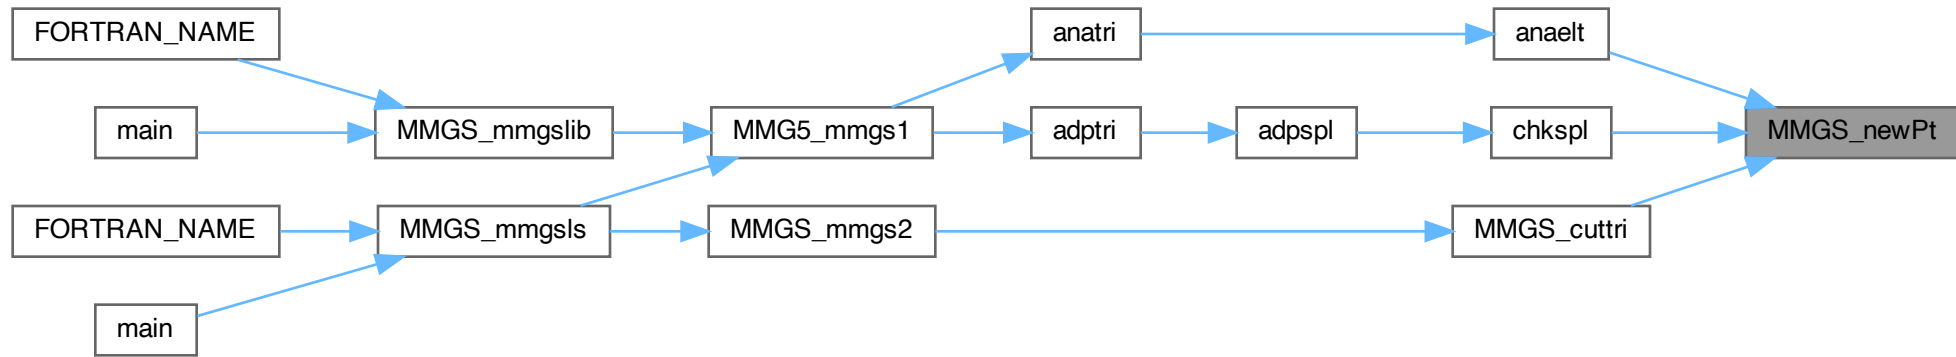 FORTRAN_NAME
anatri
anaelt
main
MMGS_mmgslib
MMG5_mmgs1
adptri
adpspl
chkspl
MMGS_newPt
FORTRAN_NAME
MMGS_mmgsls
MMGS_mmgs2
MMGS_cuttri
main